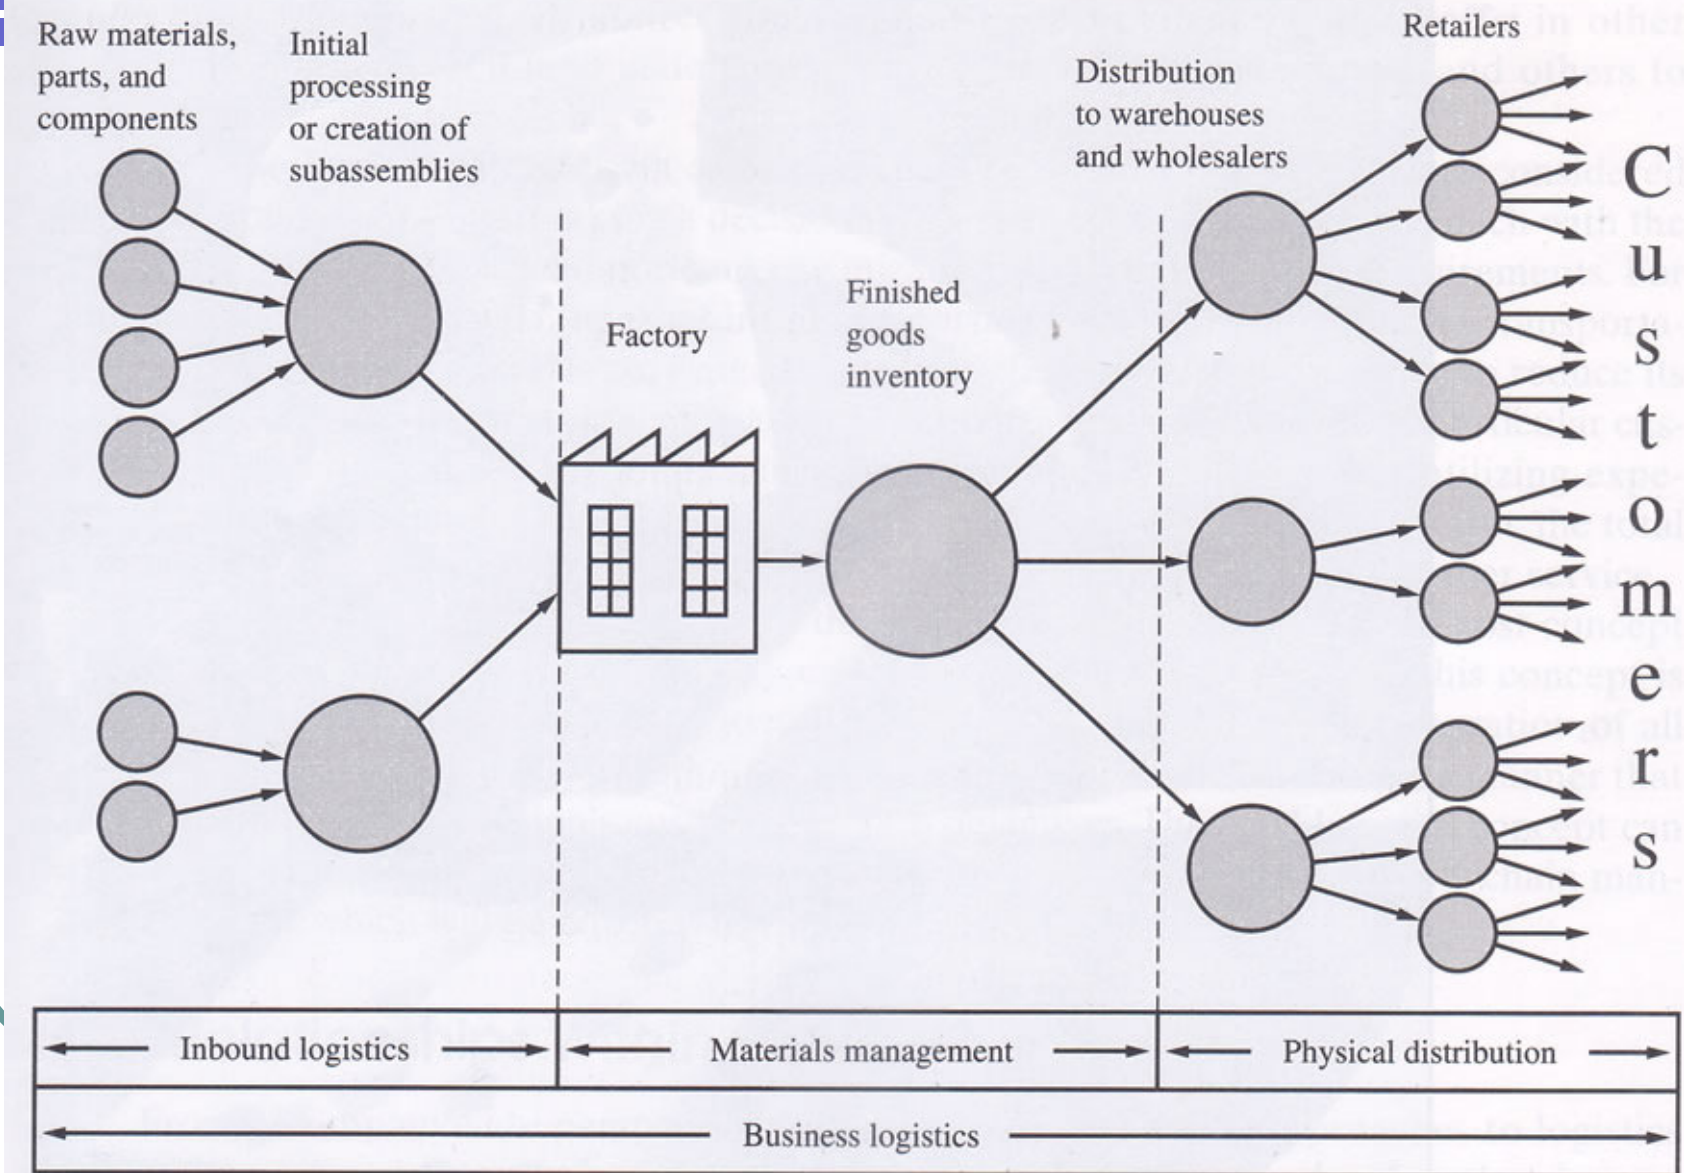 Raw materials,
parts, and
components
Initial
processing
or creation of
subassemblies
Factory
Finished
goods
inventory
Distribution
to warehouses
and wholesalers
Retailers
Customers
Inbound logistics
Materials management
Physical distribution
Business logistics